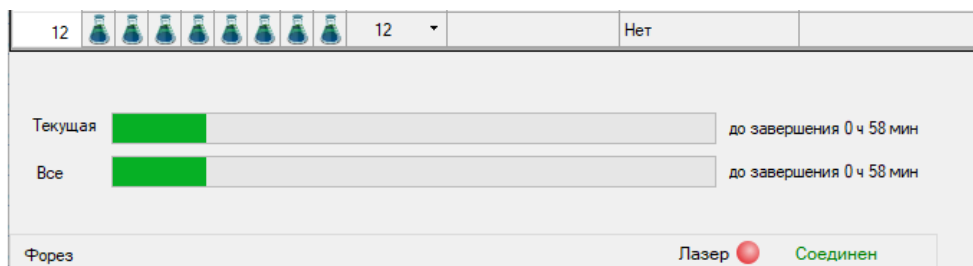 12 12 Нет
Текущая до завершения 0 ч 58 мин
Все до завершения 0 ч 58 мин
Форез Лазер Соединен